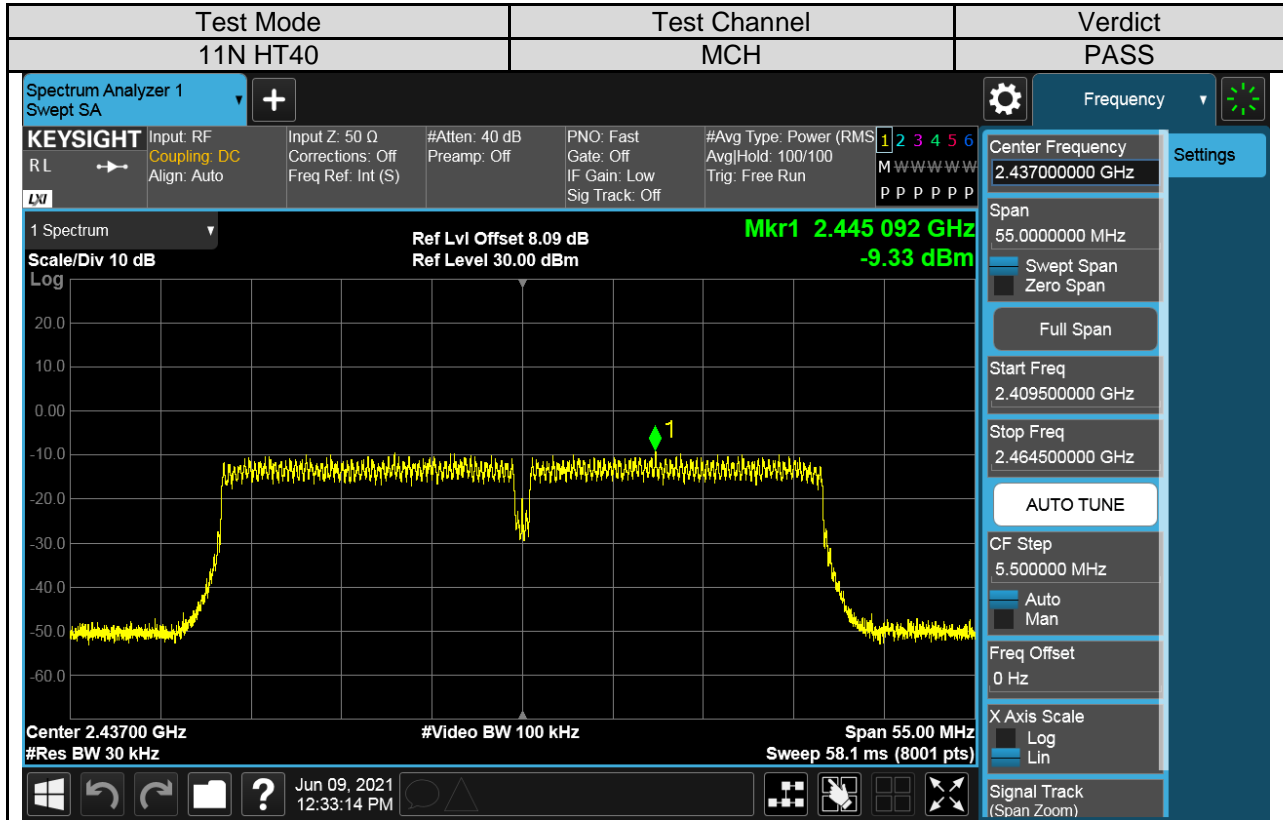 Test Mode Test Channel Verdict
11N HT40 MCH PASS
Spectrum Analyzer 1
Swept SA
+
Frequency
KEYSIGHT
R L
LXI
Input: RF
Coupling: DC
Align: Auto
Input Z: 50 Ω
Corrections: Off
Freq Ref: Int (S)
#Atten: 40 dB
Preamp: Off
PNO: Fast
Gate: Off
IF Gain: Low
Sig Track: Off
#Avg Type: Power (RMS
Avg|Hold: 100/100
Trig: Free Run
1 2 3 4 5 6
M W W W W W
P P P P P P
1 Spectrum
Scale/Div 10 dB
Log
Ref Lvl Offset 8.09 dB
Ref Level 30.00 dBm
Mkr1 2.445 092 GHz
-9.33 dBm
20.0
10.0
0.00
-10.0
-20.0
-30.0
-40.0
-50.0
-60.0
1
Center 2.43700 GHz
#Res BW 30 kHz
#Video BW 100 kHz
Span 55.00 MHz
Sweep 58.1 ms (8001 pts)
Center Frequency
2.437000000 GHz
Settings
Span
55.0000000 MHz
Swept Span
Zero Span
Full Span
Start Freq
2.409500000 GHz
Stop Freq
2.464500000 GHz
AUTO TUNE
CF Step
5.500000 MHz
Auto
Man
Freq Offset
0 Hz
X Axis Scale
Log
Lin
Signal Track
(Span Zoom)
?
Jun 09, 2021
12:33:14 PM